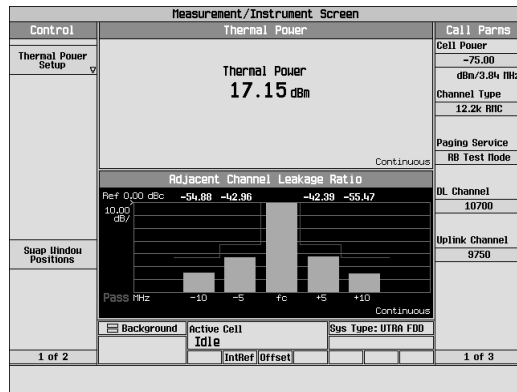 Measurement/Instrument Screen
Control
Thermal Power
Setup
Swap Window
Positions
1 of 2
Thermal Power
Thermal Power
17.15 dBm
Continuous
Adjacent Channel Leakage Ratio
Ref 0.00 dBc -54.88 -42.96 -42.39 -55.47
10.00
dB/
Pass MHz -10 -5 fc +5 +10
Continuous
Background
Active Cell
Idle
Sys Type: UTRA FDD
IntRef Offset
Call Parms
Cell Power
-75.00
dBm/3.84 MHz
Channel Type
12.2k RMC
Paging Service
RB Test Mode
DL Channel
10700
Uplink Channel
9750
1 of 3